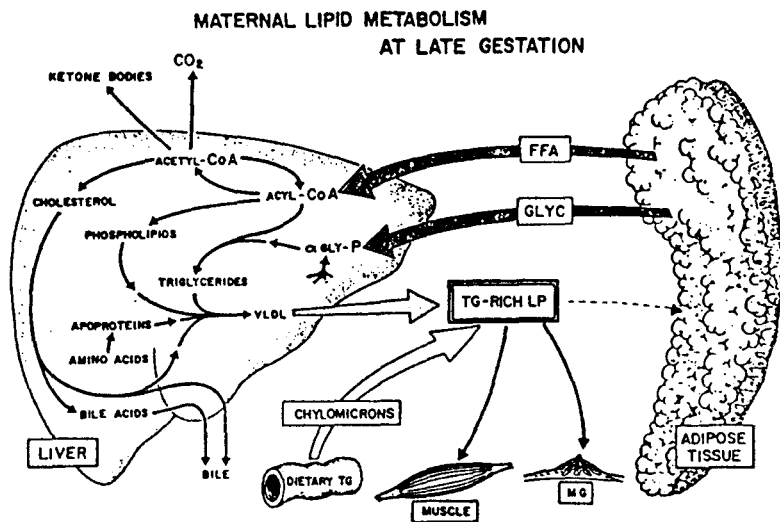 MATERNAL LIPID METABOLISM
AT LATE GESTATION
CO2
KETONE BODIES
ACETYL-CoA
FFA
CHOLESTEROL
ACYL-CoA
GLYC
PHOSPHOLIPIDS
α GLY-P
TRIGLYCERIDES
TG-RICH LP
APOPROTEINS
VLDL
AMINO ACIDS
BILE ACIDS
CHYLOMICRONS
LIVER
ADIPOSE
TISSUE
BILE
DIETARY TG
MG
MUSCLE